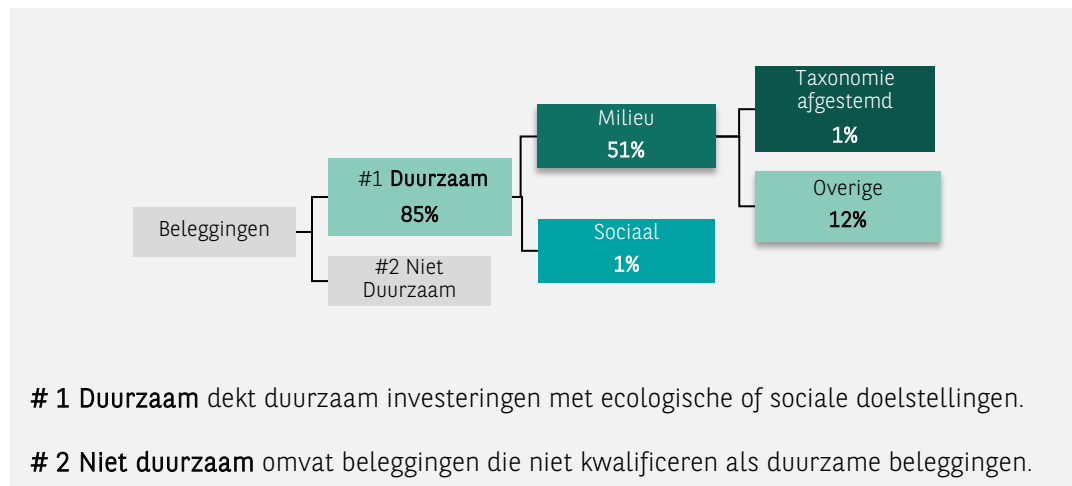 Beleggingen
#1 Duurzaam
85%
#2 Niet
Duurzaam
Milieu
51%
Sociaal
1%
Taxonomie
afgestemd
1%
Overige
12%
# 1 Duurzaam dekt duurzaam investeringen met ecologische of sociale doelstellingen.
# 2 Niet duurzaam omvat beleggingen die niet kwalificeren als duurzame beleggingen.